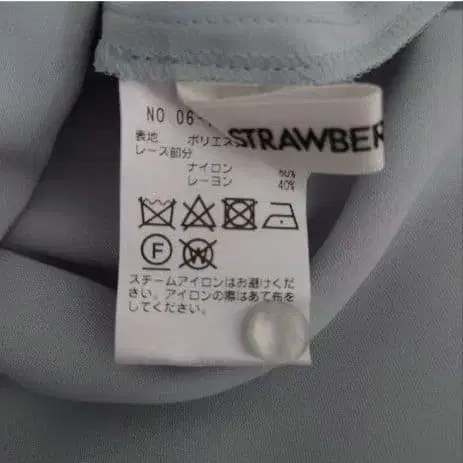 NO.06-
STRAWBER
表地 ポリエス
レース部分
ナイロン 60%
レーヨン 40%
F
W
スチームアイロンはお避けくだ
さい。アイロンの際はあて布を
してください。